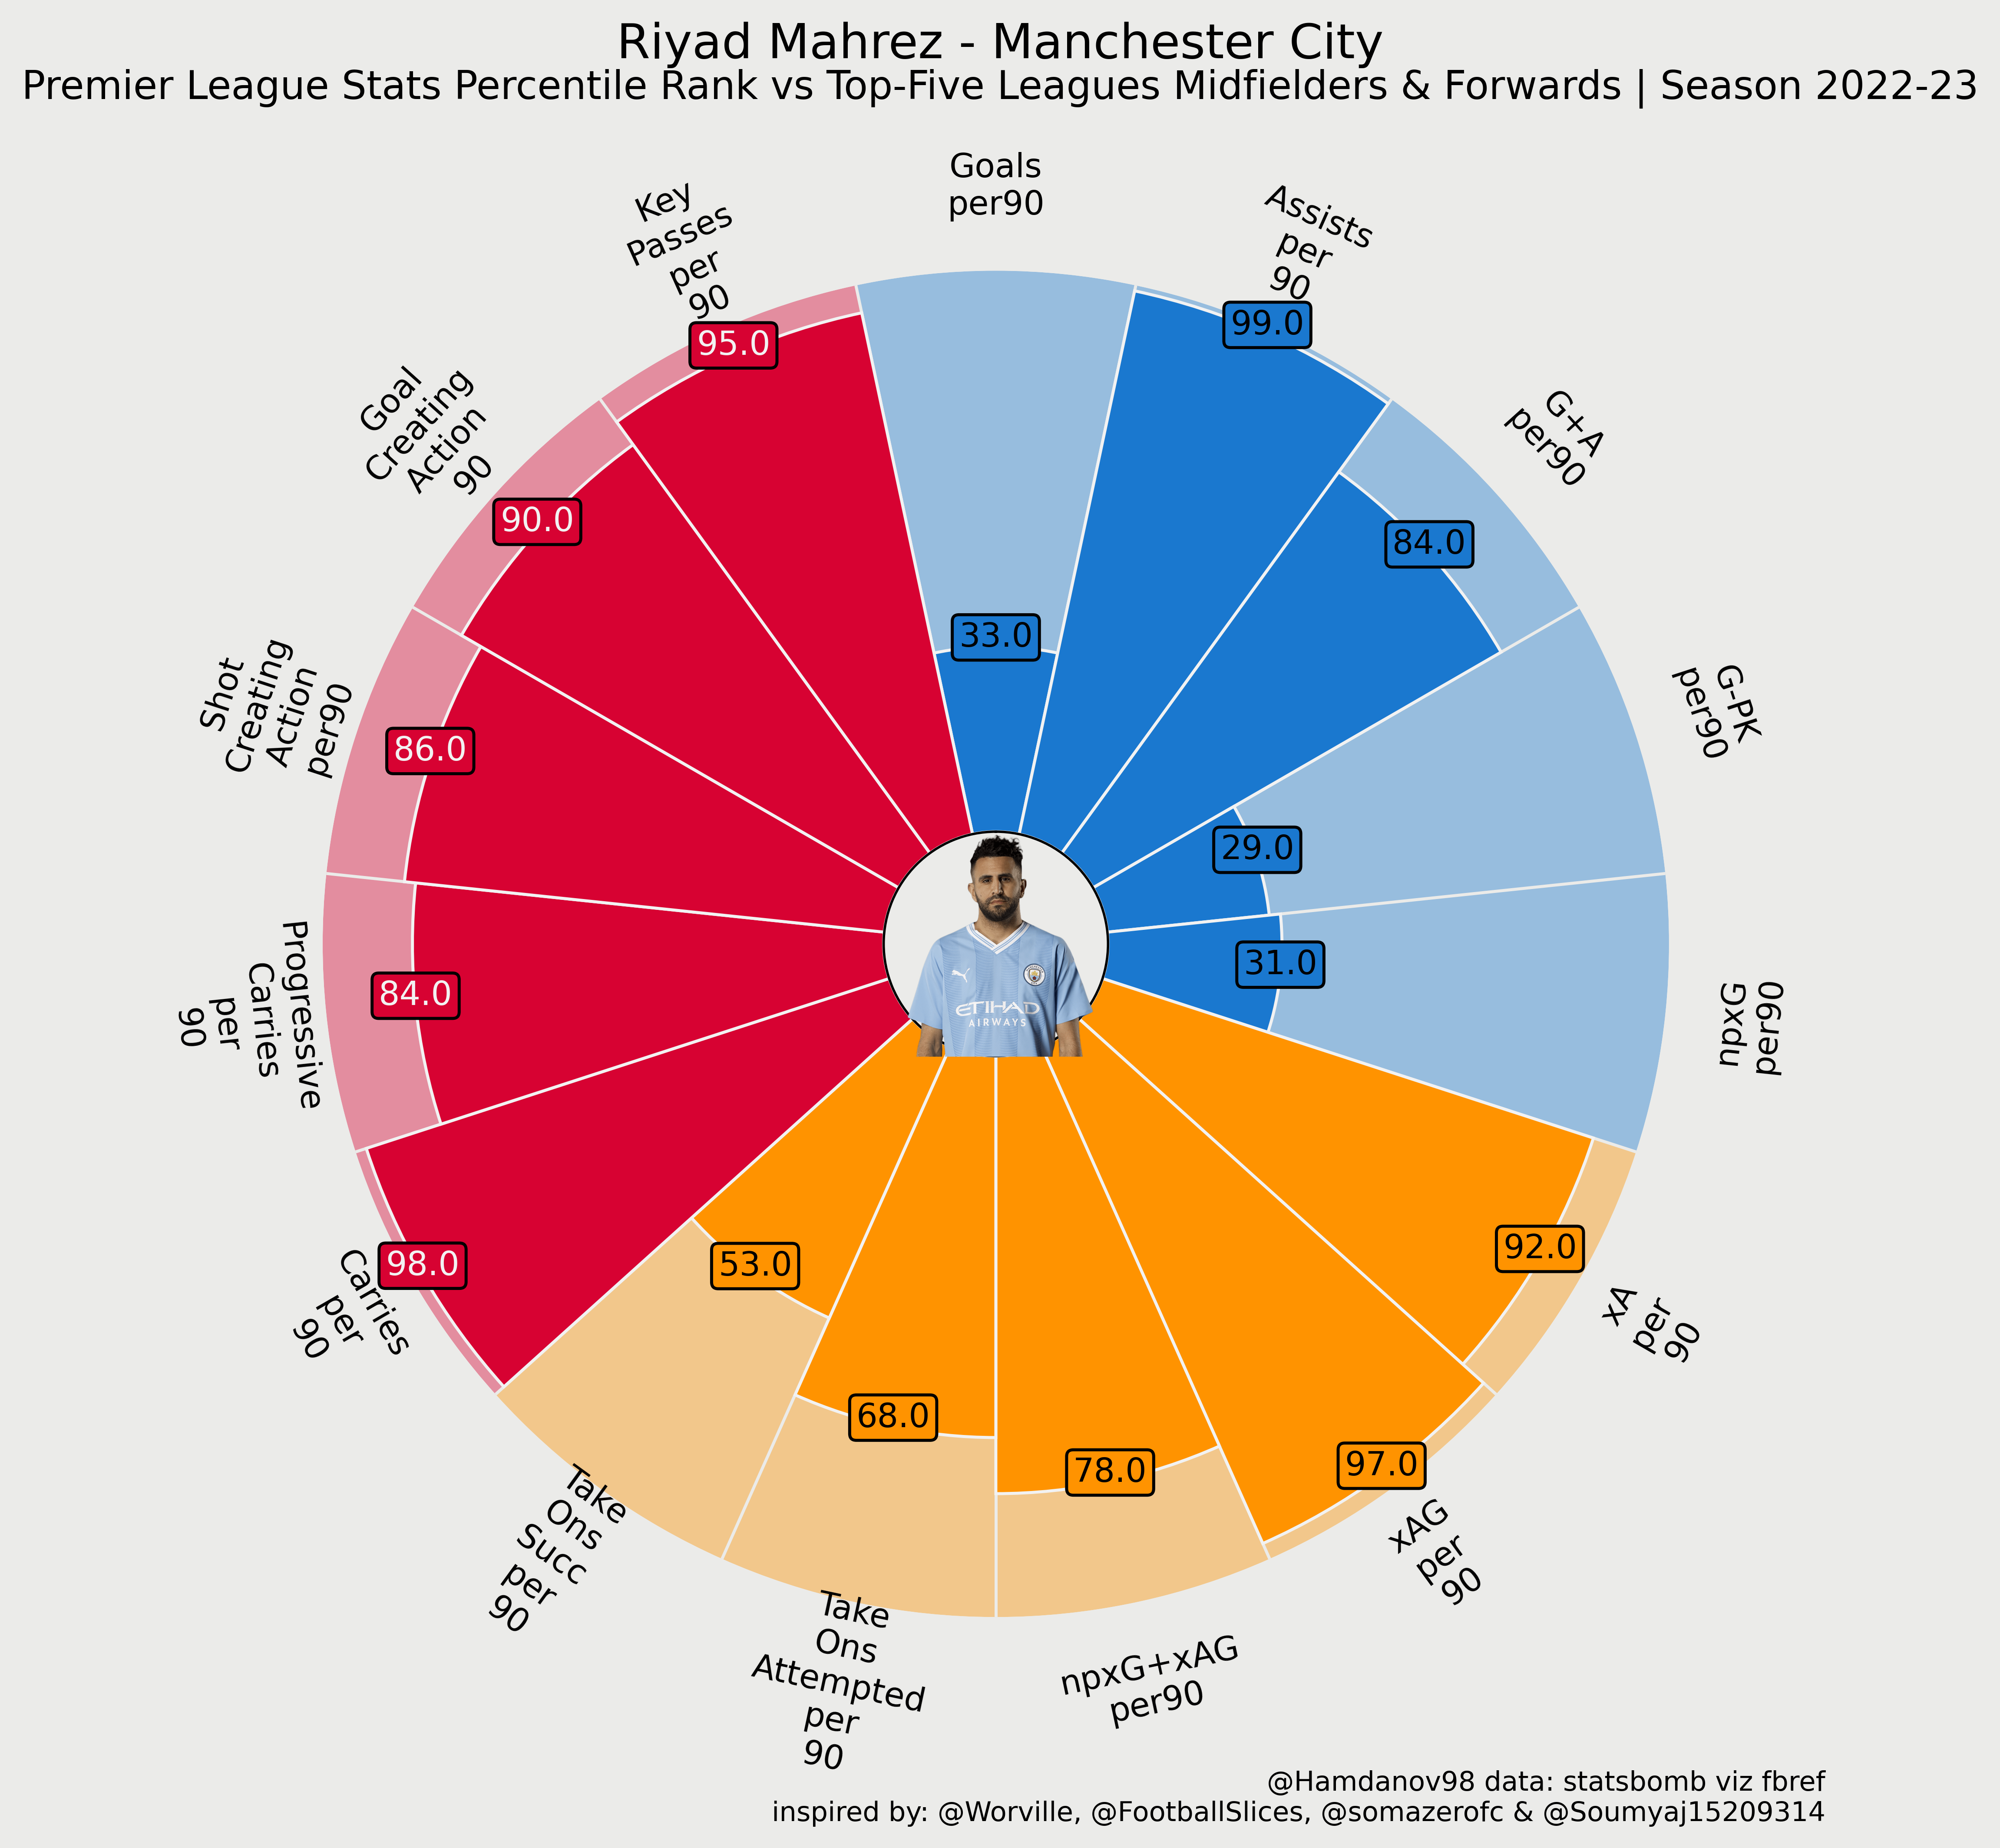 Riyad Mahrez - Manchester City
Premier League Stats Percentile Rank vs Top-Five Leagues Midfielders & Forwards | Season 2022-23
Goals
per90
33.0
Assists
per
90
99.0
G+A
per90
84.0
G-PK
per90
29.0
npxG
per90
31.0
xA
per
90
92.0
xAG
per
90
97.0
npxG+xAG
per90
78.0
Take
Ons
Attempted
per
90
68.0
Take
Ons
Succ
per
90
53.0
Carries
per
90
98.0
Progressive
Carries
per
90
84.0
Shot
Creating
Action
per90
86.0
Goal
Creating
Action
90
90.0
Key
Passes
per
90
95.0
ETIHAD
AIRWAYS
@Hamdanov98 data: statsbomb viz fbref
inspired by: @Worville, @FootballSlices, @somazerofc & @Soumyaj15209314